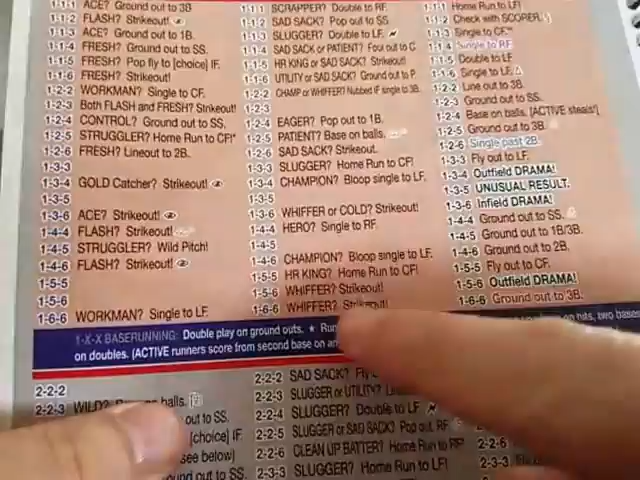 1-1-1 ACE? Ground out to 3B
1-1-2 FLASH? Strikeout!
1-1-3 ACE? Ground out to 1B.
1-1-4 FRESH? Ground out to SS.
1-1-5 FRESH? Pop fly to [choice] IF.
1-1-6 FRESH? Strikeout!
1-2-2 WORKMAN? Single to CF.
1-2-3 Both FLASH and FRESH? Strikeout!
1-2-4 CONTROL? Ground out to SS.
1-2-5 STRUGGLER? Home Run to CF!*
1-2-6 FRESH? Lineout to 2B.
1-3-3
1-3-4 GOLD Catcher? Strikeout!
1-3-5
1-3-6 ACE? Strikeout!
1-4-4 FLASH? Strikeout!
1-4-5 STRUGGLER? Wild Pitch!
1-4-6 FLASH? Strikeout!
1-5-5
1-5-6
1-6-6 WORKMAN? Single to LF.
1-1-1 SCRAPPER? Double to RF.
1-1-2 SAD SACK? Pop out to SS
1-1-3 SLUGGER? Double to LF.
1-1-4 SAD SACK or PATIENT? Foul out to C
1-1-5 HR KING or SAD SACK? Strikeout!
1-1-6 UTILITY or SAD SACK? Ground out to P.
1-2-2 CHAMP or WHIFFER? Nubbed IF single to 3B.
1-2-3
1-2-4 EAGER? Pop out to 1B.
1-2-5 PATIENT? Base on balls.
1-2-6 SAD SACK? Strikeout.
1-3-3 SLUGGER? Home Run to CF!
1-3-4 CHAMPION? Bloop single to LF.
1-3-5
1-3-6 WHIFFER or COLD? Strikeout!
1-4-4 HERO? Single to RF.
1-4-5
1-4-6 CHAMPION? Bloop single to LF.
1-5-5 HR KING? Home Run to CF!
1-5-6 WHIFFER? Strikeout!
1-6-6 WHIFFER? Strikeout!
1-1-1 Home Run to LF!
1-1-2 Check with SCORER.
1-1-3 Single to CF.**
1-1-4 Single to RF.
1-1-5 Double to LF.
1-1-6 Single to LF.
1-2-2 Line out to 3B.
1-2-3 Ground out to SS.
1-2-4 Base on balls. [ACTIVE steals*]
1-2-5 Ground out to 3B.
1-2-6 Single past 2B.
1-3-3 Fly out to LF.
1-3-4 Outfield DRAMA!
1-3-5 UNUSUAL RESULT.
1-3-6 Infield DRAMA!
1-4-4 Ground out to SS.
1-4-5 Ground out to 1B/3B.
1-4-6 Ground out to 2B.
1-5-5 Fly out to CF.
1-5-6 Outfield DRAMA!
1-6-6 Ground out to 3B.
1-X-X BASERUNNING: Double play on ground outs. ★ on hits, two bases
on doubles. (ACTIVE runners score from second base on
2-2-2
2-2-3 WILD? balls.
out to SS.
[choice] IF.
see below)
out to SS.
2-2-2 SAD SACK? Fly
2-2-3 SLUGGER or UTILITY?
2-2-4 SLUGGER? Double to LF
2-2-5 SLUGGER or SAD SACK? Pop out RF
2-2-6 CLEAN UP BATTER? Home Run to RF!
2-3-3 SLUGGER? Home Run to LF!
2-2-6
2-3-3